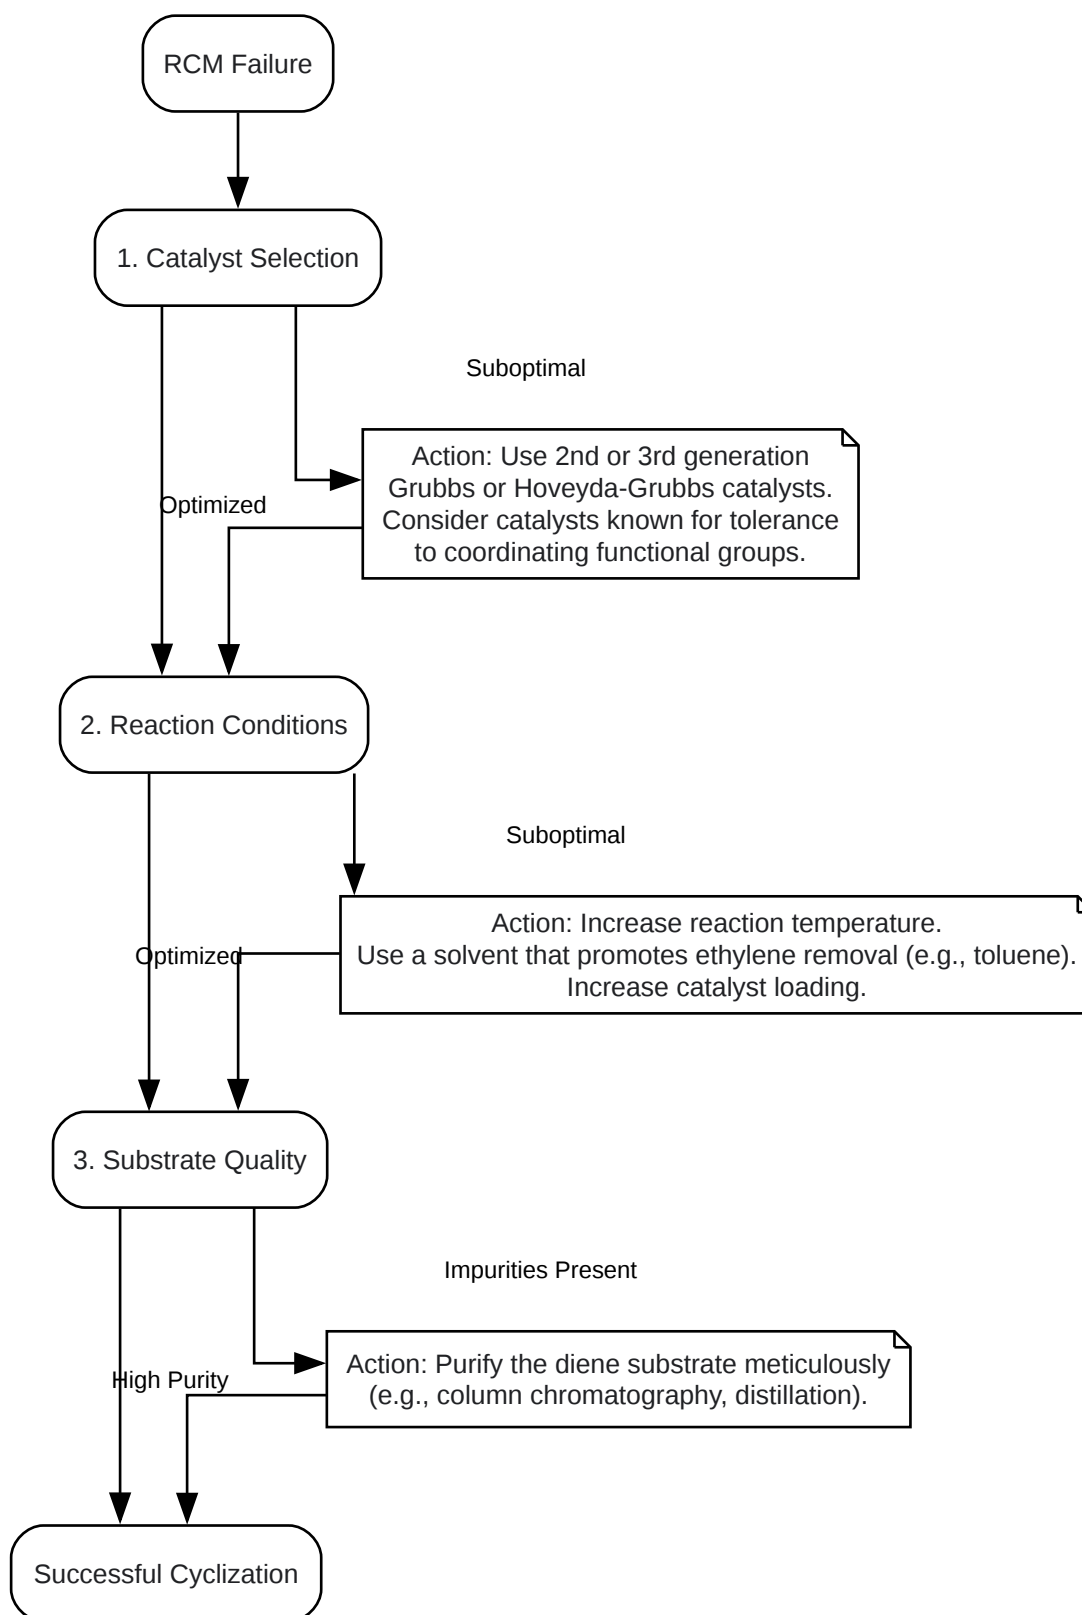 RCM Failure
1. Catalyst Selection
Suboptimal
Action: Use 2nd or 3rd generation
Grubbs or Hoveyda-Grubbs catalysts.
Consider catalysts known for tolerance
to coordinating functional groups.
Optimized
2. Reaction Conditions
Suboptimal
Action: Increase reaction temperature.
Use a solvent that promotes ethylene removal (e.g., toluene).
Increase catalyst loading.
Optimized
3. Substrate Quality
Impurities Present
Action: Purify the diene substrate meticulously
(e.g., column chromatography, distillation).
High Purity
Successful Cyclization